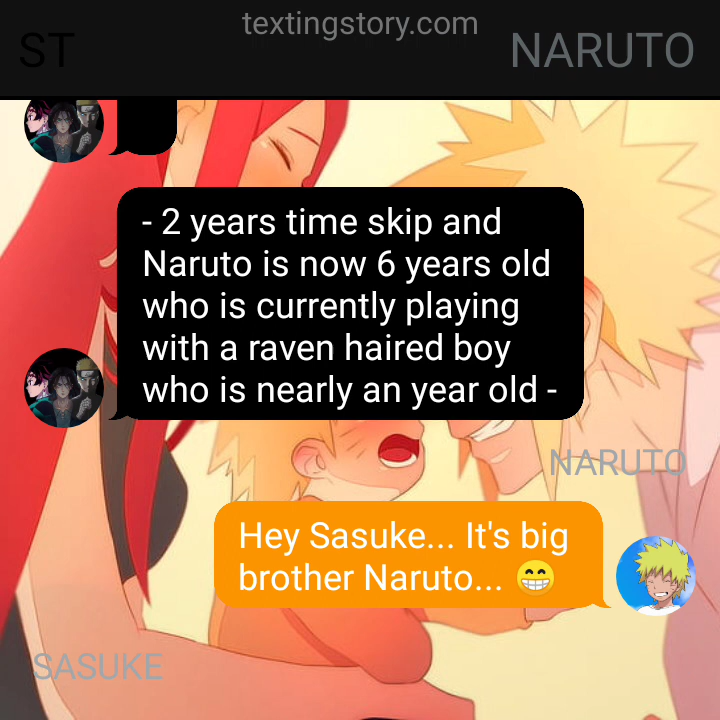 textingstory.com
ST
NARUTO
- 2 years time skip and
Naruto is now 6 years old
who is currently playing
with a raven haired boy
who is nearly an year old -
NARUTO
Hey Sasuke... It's big
brother Naruto... 😁
SASUKE